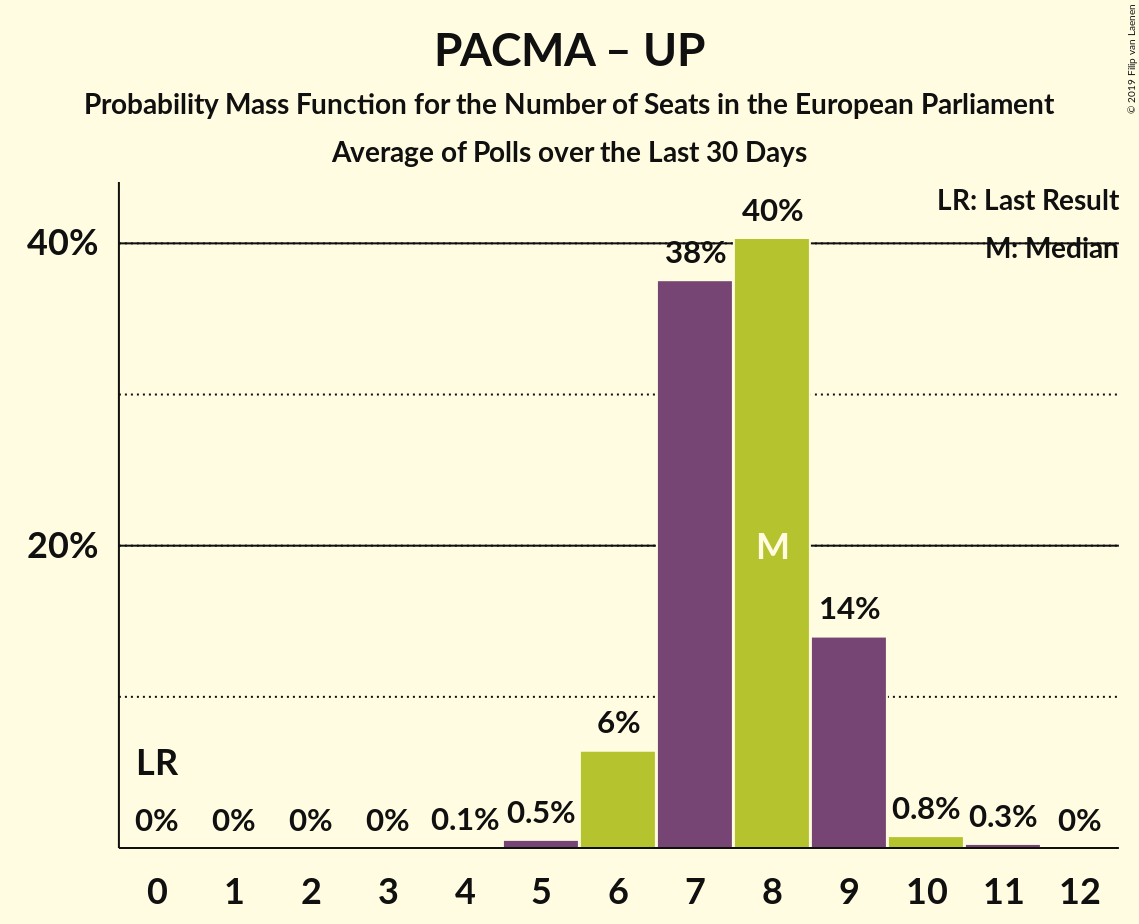 PACMA – UP
Probability Mass Function for the Number of Seats in the European Parliament
Average of Polls over the Last 30 Days
© 2019 Filip van Laenen
LR: Last Result
M: Median
40%
20%
LR
0%
0%
0%
0%
0.1%
0.5%
6%
38%
40%
M
14%
0.8%
0.3%
0%
0 1 2 3 4 5 6 7 8 9 10 11 12